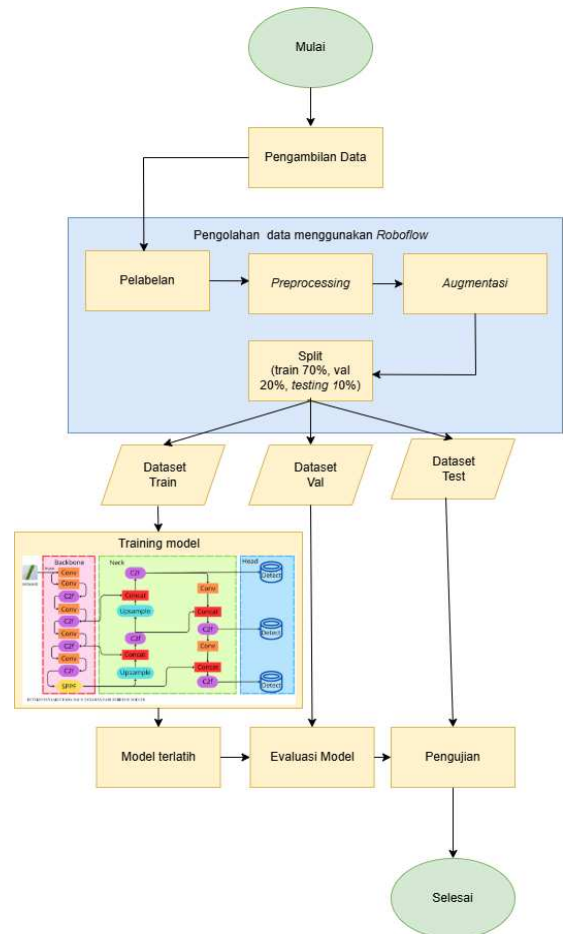 Mulai
Pengambilan Data
Pengolahan data menggunakan Roboflow
Pelabelan
Preprocessing
Augmentasi
Split
(train 70%, val
20%, testing 10%)
Dataset
Train
Dataset
Val
Dataset
Test
Training model
Backbone
Neck
Head
Conv
Conv
C2f
Conv
C2f
Conv
C2f
Conv
C2f
SPPF
C2f
Concat
Upsample
C2f
Concat
Upsample
Conv
Concat
C2f
Conv
Concat
C2f
Detect
Detect
Detect
Model terlatih
Evaluasi Model
Pengujian
Selesai